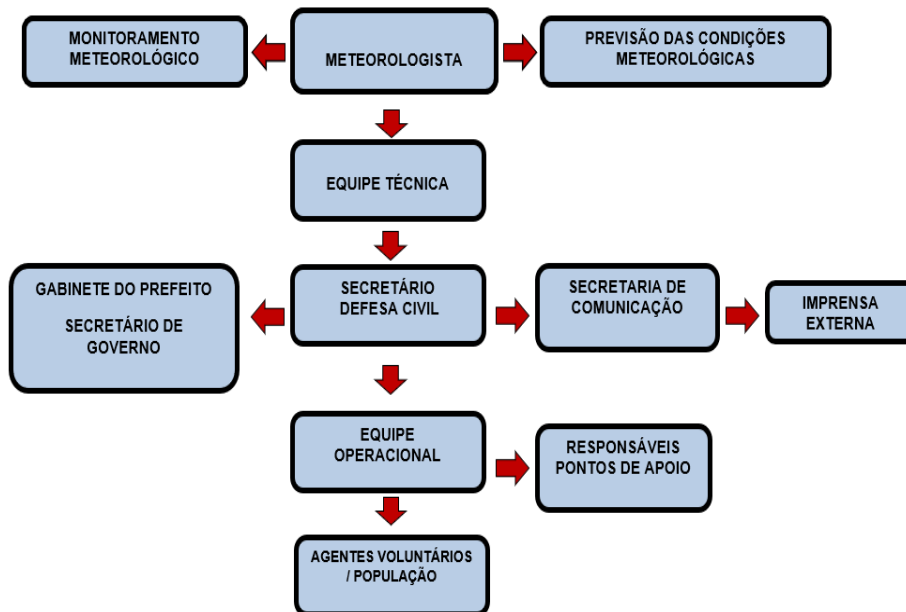 MONITORAMENTO
METEOROLÓGICO
METEOROLOGISTA
PREVISÃO DAS CONDIÇÕES
METEOROLÓGICAS
EQUIPE TÉCNICA
GABINETE DO PREFEITO
SECRETÁRIO DE
GOVERNO
SECRETÁRIO
DEFESA CIVIL
SECRETARIA DE
COMUNICAÇÃO
IMPRENSA
EXTERNA
EQUIPE
OPERACIONAL
RESPONSÁVEIS
PONTOS DE APOIO
AGENTES VOLUNTÁRIOS
/ POPULAÇÃO